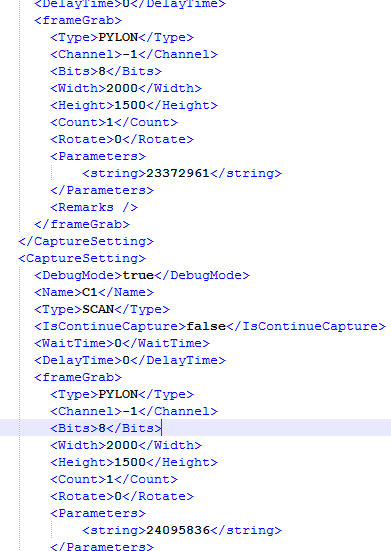 <DelayTime>0</DelayTime>
<frameGrab>
<Type>PYLON</Type>
<Channel>-1</Channel>
<Bits>8</Bits>
<Width>2000</Width>
<Height>1500</Height>
<Count>1</Count>
<Rotate>0</Rotate>
<Parameters>
<string>23372961</string>
</Parameters>
<Remarks />
</frameGrab>
</CaptureSetting>
<CaptureSetting>
<DebugMode>true</DebugMode>
<Name>C1</Name>
<Type>SCAN</Type>
<IsContinueCapture>false</IsContinueCapture>
<WaitTime>0</WaitTime>
<DelayTime>0</DelayTime>
<frameGrab>
<Type>PYLON</Type>
<Channel>-1</Channel>
<Bits>8</Bits>
<Width>2000</Width>
<Height>1500</Height>
<Count>1</Count>
<Rotate>0</Rotate>
<Parameters>
<string>24095836</string>
</Parameters>